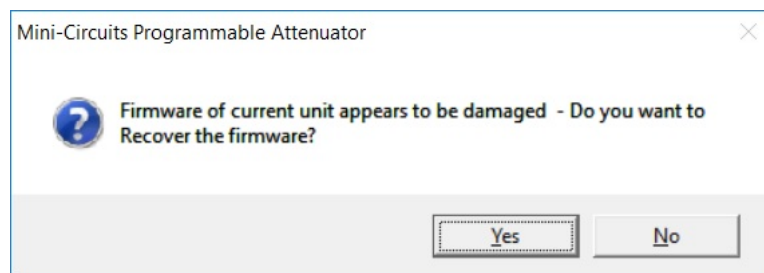 Mini-Circuits Programmable Attenuator
Firmware of current unit appears to be damaged  - Do you want to
Recover the firmware?
Yes
No